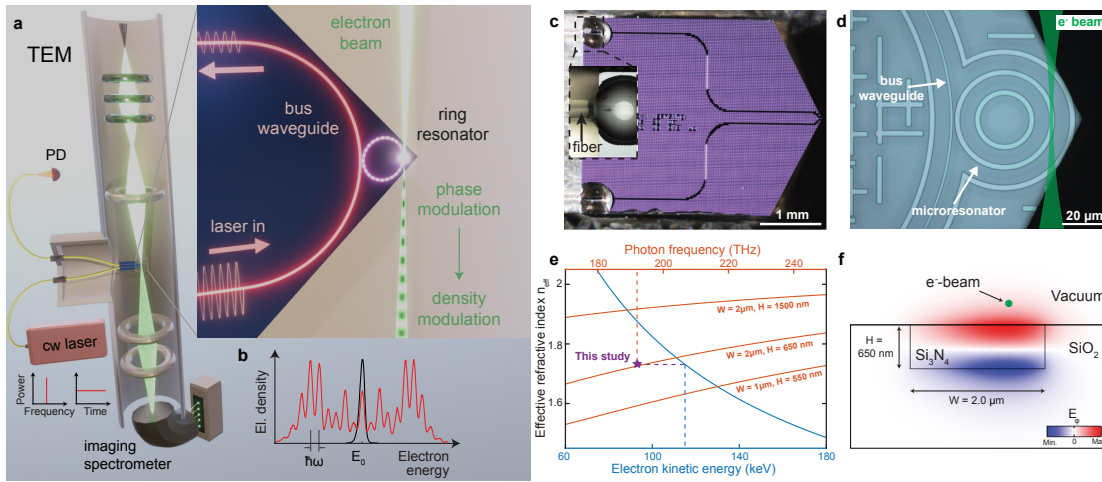 a
TEM
PD
cw laser
Power
Frequency
Time
imaging
spectrometer
electron
beam
bus
waveguide
ring
resonator
phase
modulation
density
modulation
laser in
b
El. density
ħω
E₀
Electron
energy
c
fiber
1 mm
d
e⁻ beam
bus
waveguide
microresonator
20 µm
e
Photon frequency (THz)
180
200
220
240
Effective refractive index n_eff
2
1.8
1.6
W = 2µm, H = 1500 nm
This study
W = 2µm, H = 650 nm
W = 1µm, H = 550 nm
60
100
140
180
Electron kinetic energy (keV)
f
e⁻-beam
Vacuum
H =
650 nm
Si₃N₄
SiO₂
W = 2.0 µm
E_φ
Min.
0
Ma